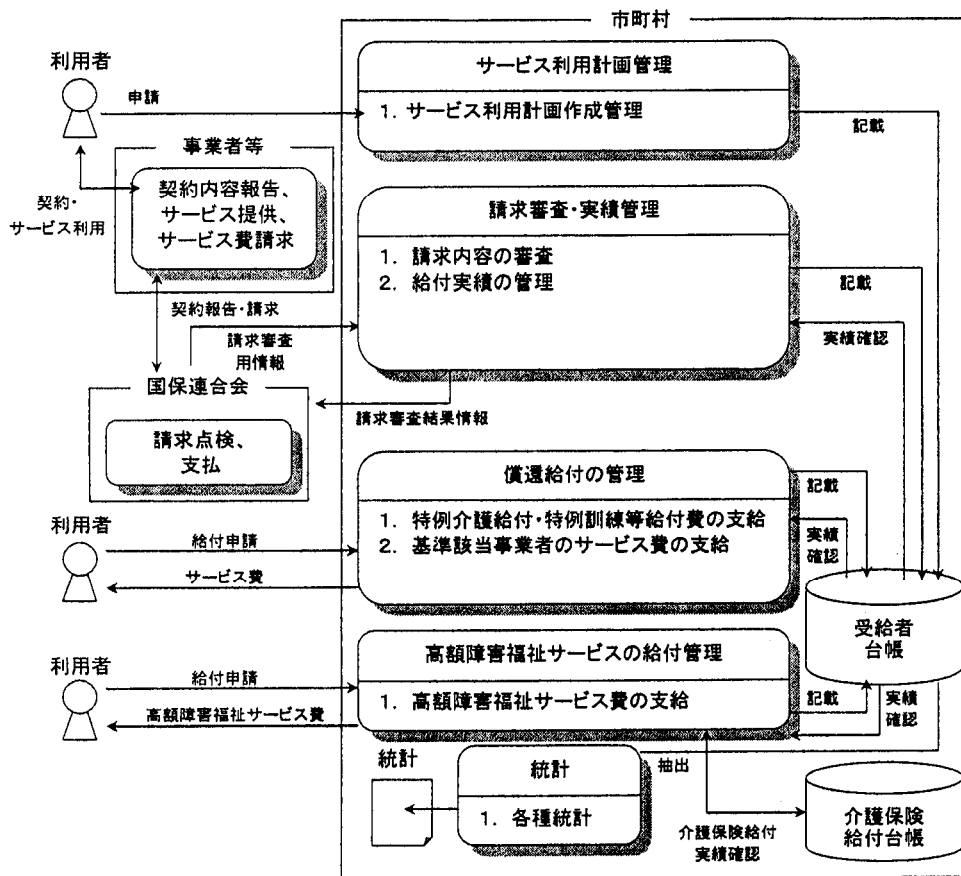 市町村
利用者
申請
サービス利用計画管理
1. サービス利用計画作成管理
記載
事業者等
契約内容報告、
サービス提供、
サービス費請求
契約・
サービス利用
請求審査・実績管理
1. 請求内容の審査
2. 給付実績の管理
記載
実績確認
契約報告・請求
請求審査
用情報
国保連合会
請求点検、
支払
請求審査結果情報
償還給付の管理
1. 特例介護給付・特例訓練等給付費の支給
2. 基準該当事業者のサービス費の支給
記載
実績
確認
利用者
給付申請
サービス費
受給者
台帳
高額障害福祉サービスの給付管理
1. 高額障害福祉サービス費の支給
記載
実績
確認
利用者
給付申請
高額障害福祉サービス費
統計
統計
1. 各種統計
抽出
介護保険給付
実績確認
介護保険
給付台帳